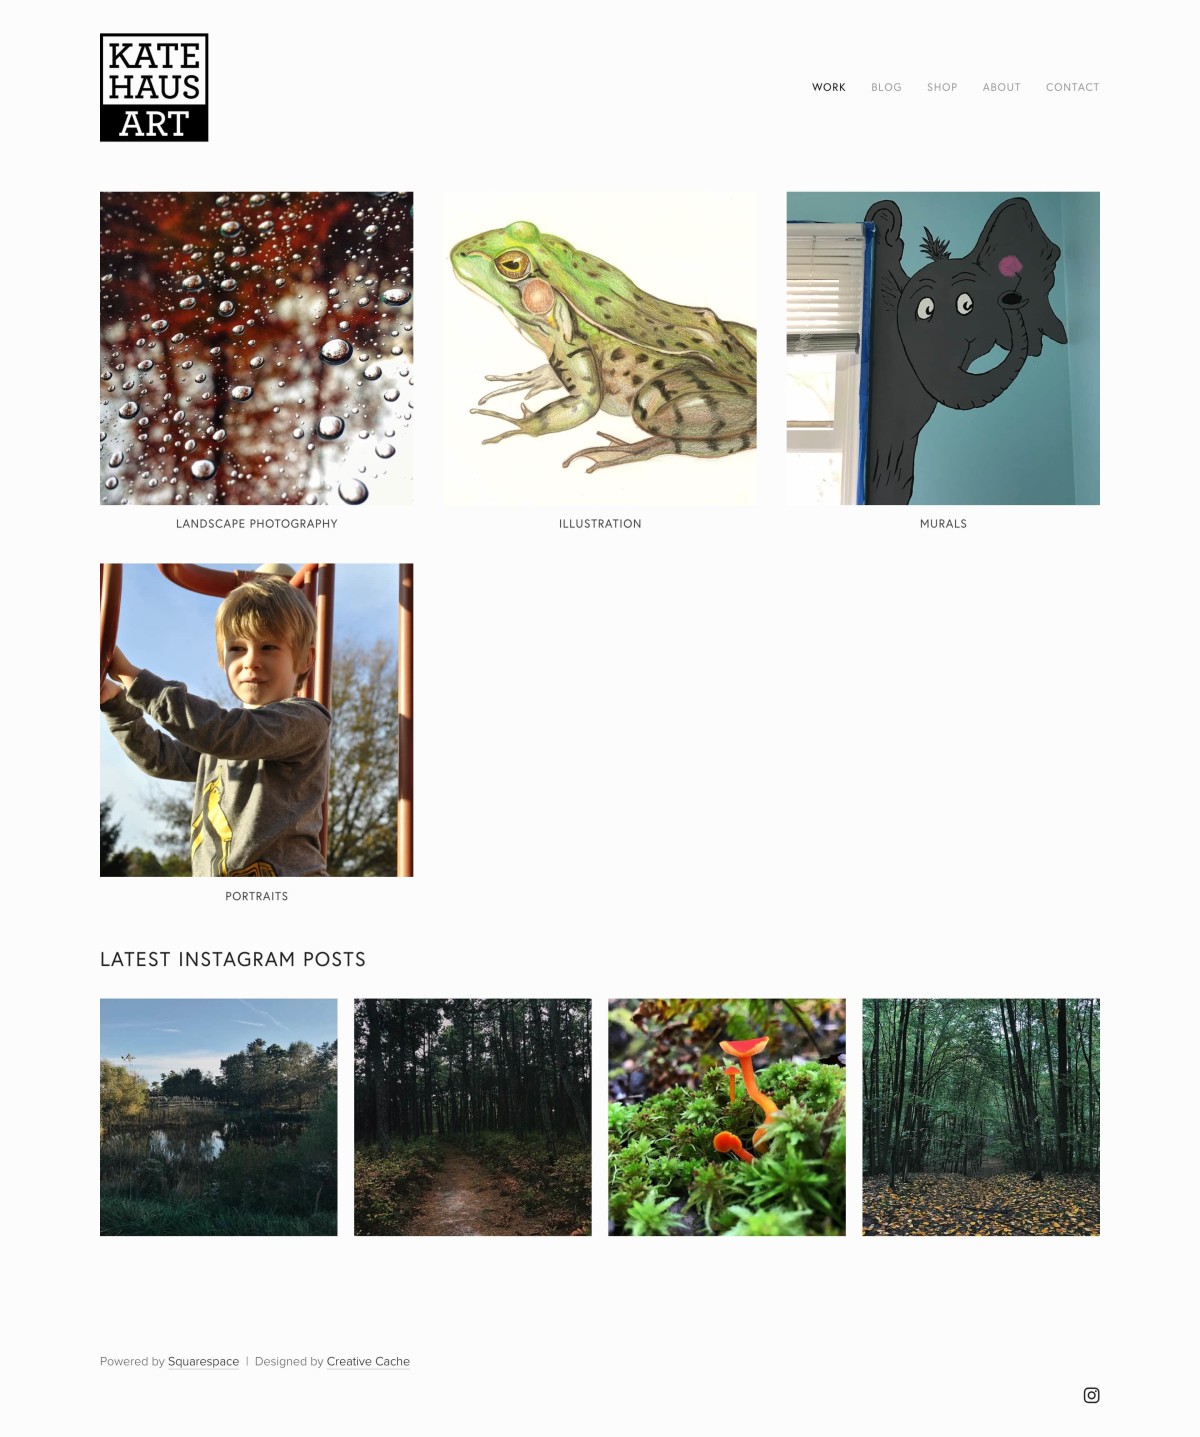 KATE
HAUS
ART
WORK BLOG SHOP ABOUT CONTACT
LANDSCAPE PHOTOGRAPHY
ILLUSTRATION
MURALS
PORTRAITS
LATEST INSTAGRAM POSTS
Powered by Squarespace | Designed by Creative Cache